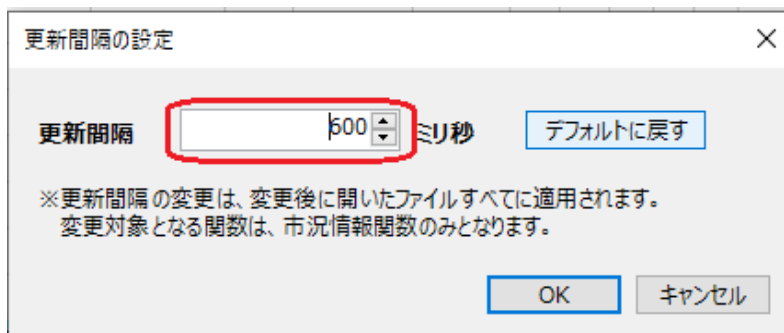 更新間隔の設定
更新間隔 600 ミリ秒 デフォルトに戻す
※更新間隔の変更は、変更後に開いたファイルすべてに適用されます。
変更対象となる関数は、市況情報関数のみとなります。
OK キャンセル